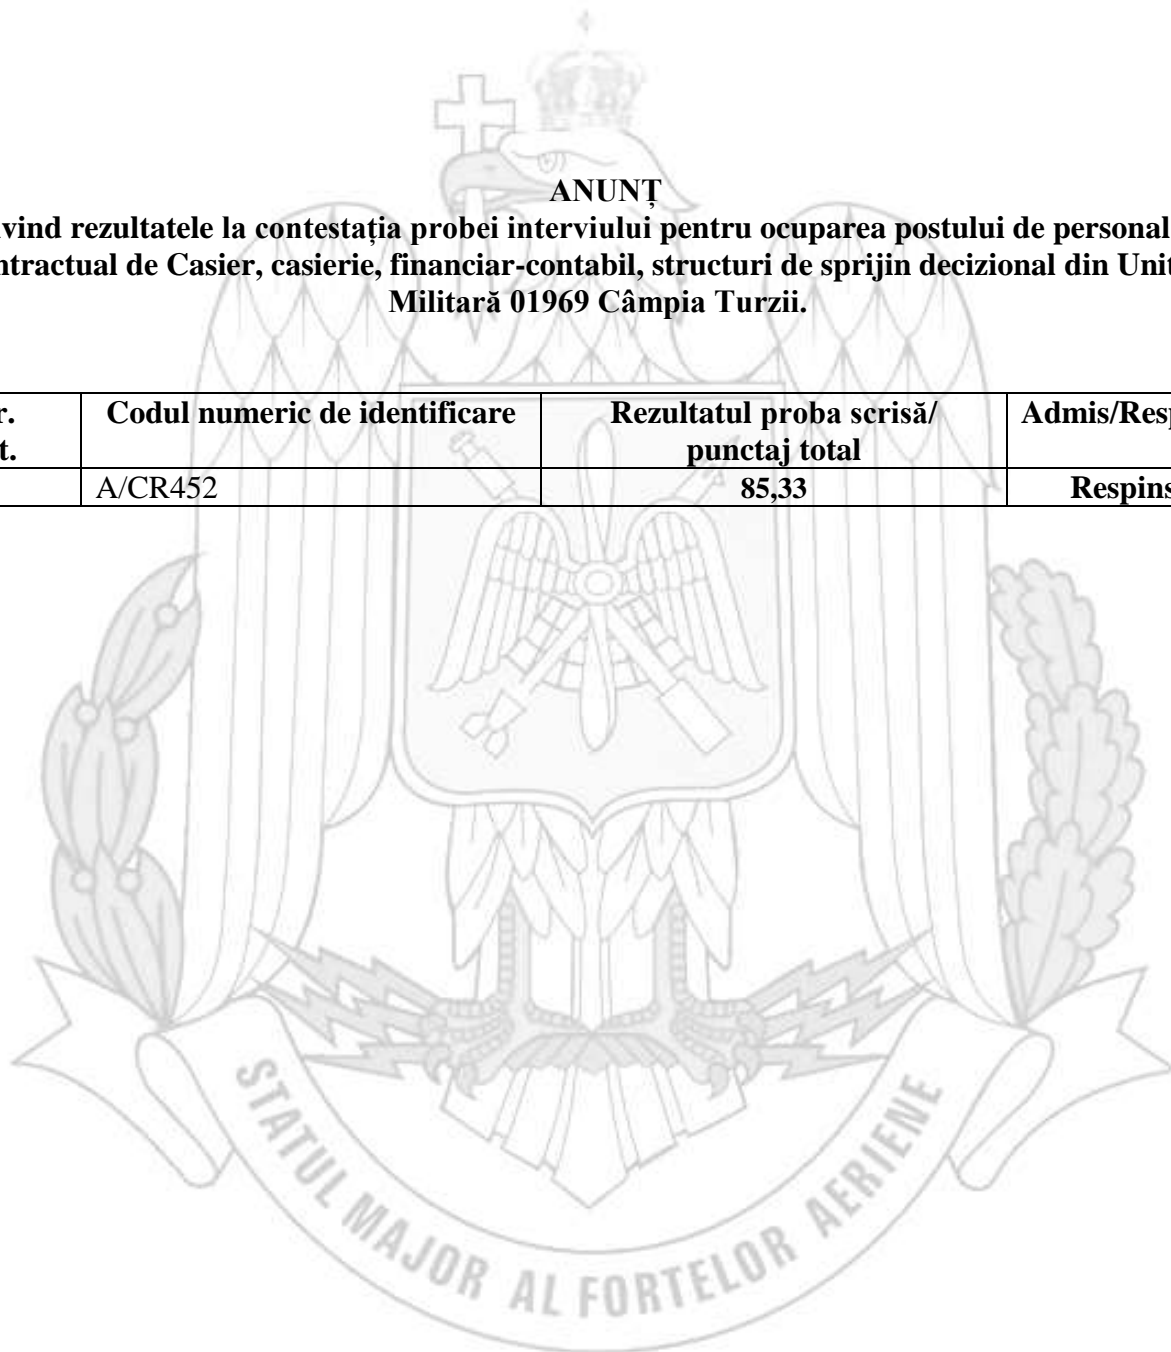 ANUNȚ
vind rezultatele la contestația probei interviului pentru ocuparea postului de personal
ntractual de Casier, casierie, financiar-contabil, structuri de sprijin decizional din Unit
Militară 01969 Câmpia Turzii.
r. Codul numeric de identificare Rezultatul proba scrisă/ Admis/Resp
t. punctaj total
A/CR452 85,33 Respins
STATUL MAJOR AL FORTELOR AERIENE